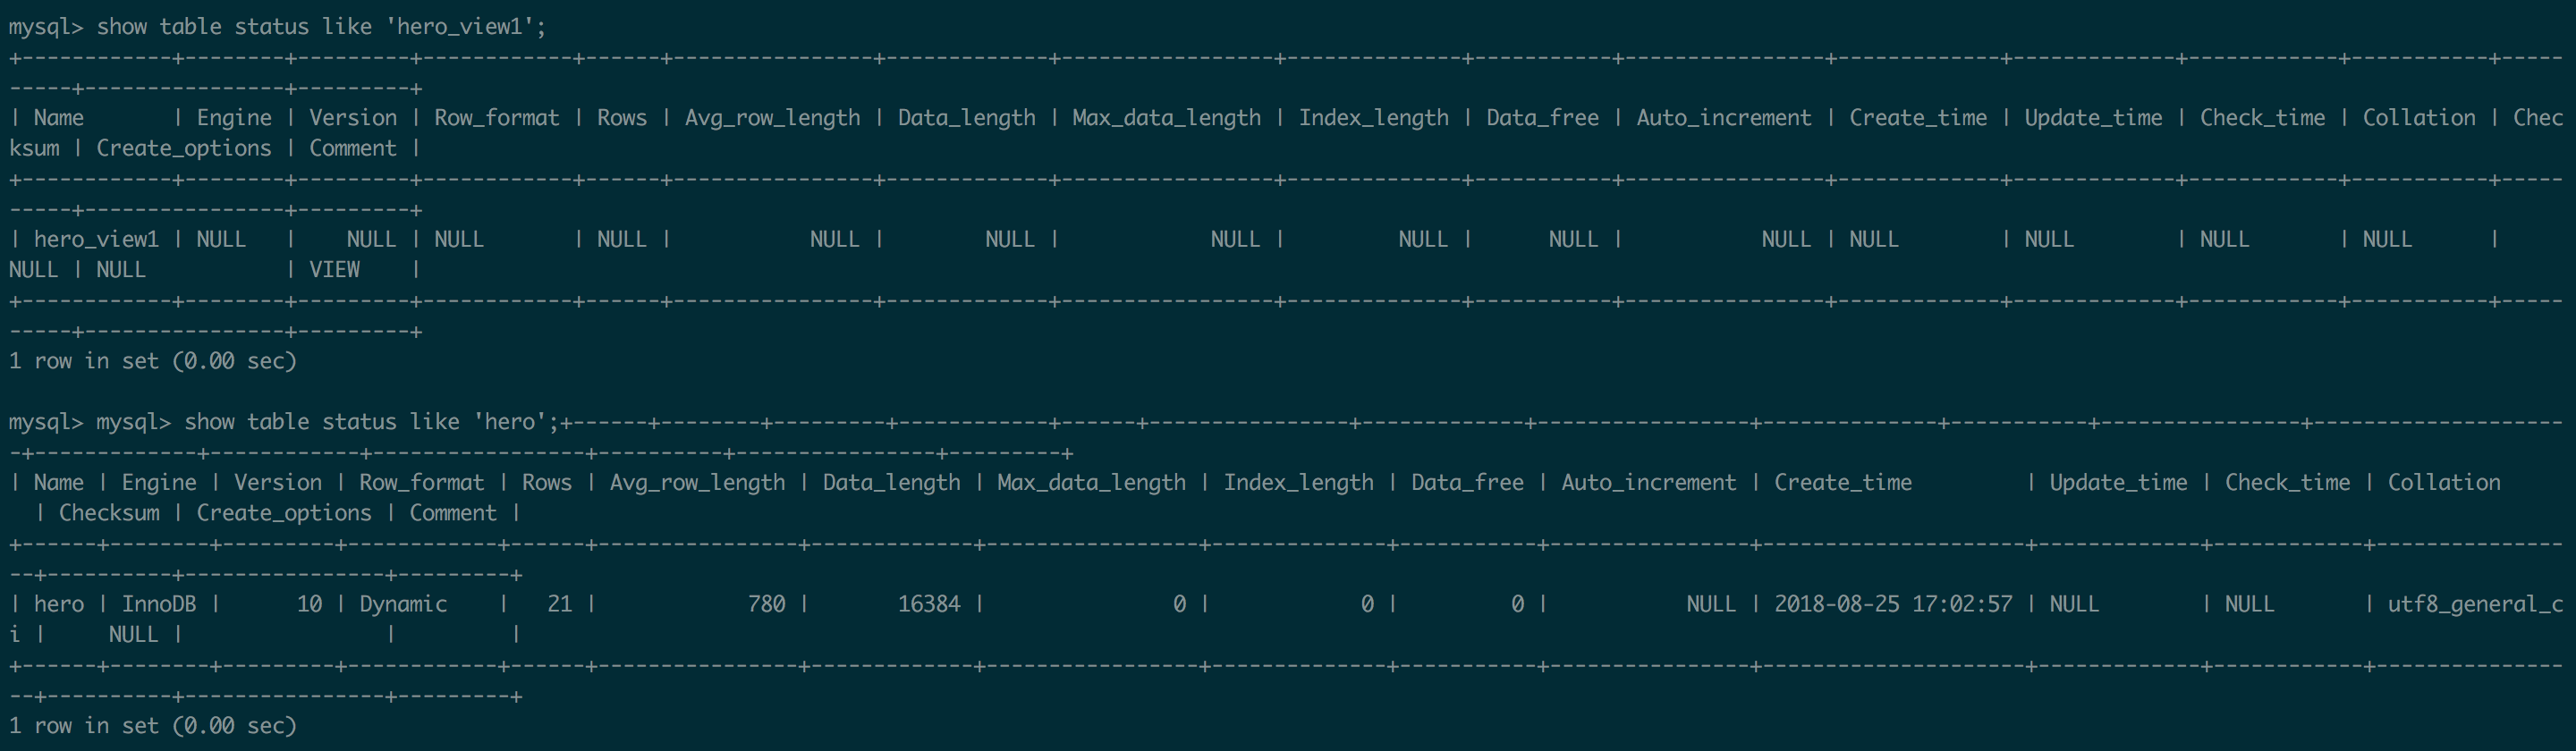 mysql> show table status like 'hero_view1';
+------------+--------+---------+------------+------+----------------+-------------+-----------------+--------------+-----------+----------------+-------------+-------------+------------+-----------+-----
-----+----------------+---------+
| Name       | Engine | Version | Row_format | Rows | Avg_row_length | Data_length | Max_data_length | Index_length | Data_free | Auto_increment | Create_time | Update_time | Check_time | Collation | Chec
ksum | Create_options | Comment |
+------------+--------+---------+------------+------+----------------+-------------+-----------------+--------------+-----------+----------------+-------------+-------------+------------+-----------+-----
-----+----------------+---------+
| hero_view1 | NULL   |    NULL | NULL       | NULL |           NULL |        NULL |            NULL |         NULL |      NULL |           NULL | NULL        | NULL        | NULL       | NULL      |
NULL | NULL           | VIEW    |
+------------+--------+---------+------------+------+----------------+-------------+-----------------+--------------+-----------+----------------+-------------+-------------+------------+-----------+-----
-----+----------------+---------+
1 row in set (0.00 sec)
mysql> mysql> show table status like 'hero';+------+--------+---------+------------+------+----------------+-------------+-----------------+--------------+-----------+----------------+--------------------
-+-------------+------------+-----------------+----------+----------------+---------+
| Name | Engine | Version | Row_format | Rows | Avg_row_length | Data_length | Max_data_length | Index_length | Data_free | Auto_increment | Create_time         | Update_time | Check_time | Collation
  | Checksum | Create_options | Comment |
+------+--------+---------+------------+------+----------------+-------------+-----------------+--------------+-----------+----------------+---------------------+-------------+------------+---------------
--+----------+----------------+---------+
| hero | InnoDB |      10 | Dynamic    |   21 |            780 |       16384 |               0 |            0 |         0 |           NULL | 2018-08-25 17:02:57 | NULL        | NULL       | utf8_general_c
i |     NULL |                |         |
+------+--------+---------+------------+------+----------------+-------------+-----------------+--------------+-----------+----------------+---------------------+-------------+------------+---------------
--+----------+----------------+---------+
1 row in set (0.00 sec)